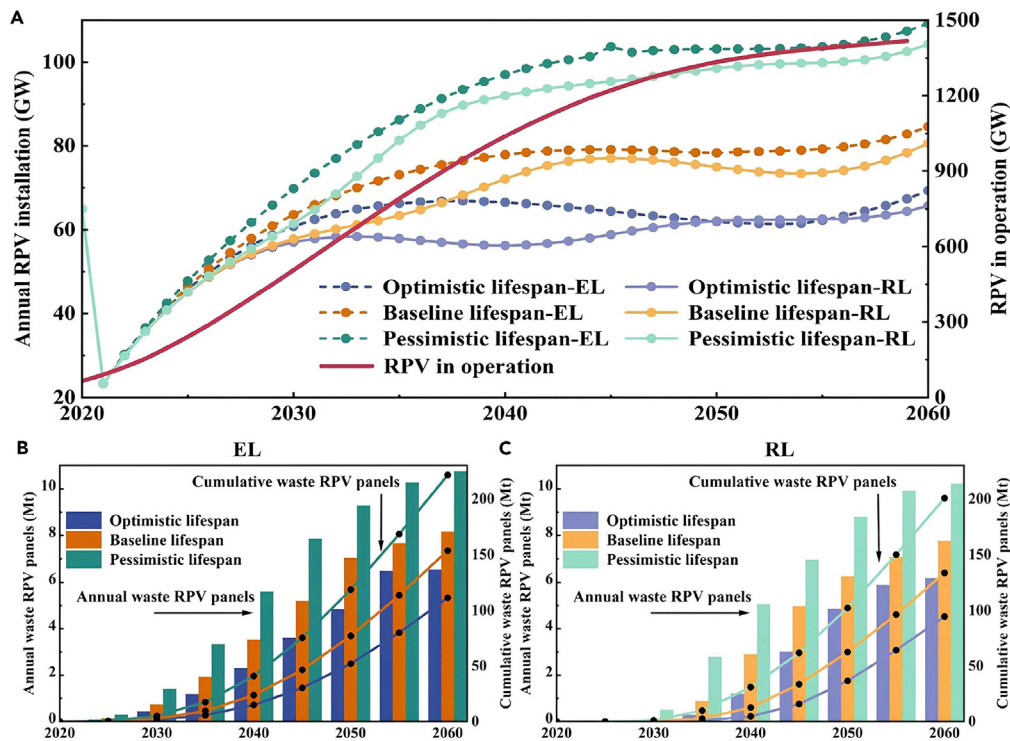 A
Annual RPV installation (GW)
100
80
60
40
20
1500
1200
900
600
300
0
RPV in operation (GW)
Optimistic lifespan-EL
Optimistic lifespan-RL
Baseline lifespan-EL
Baseline lifespan-RL
Pessimistic lifespan-EL
Pessimistic lifespan-RL
RPV in operation
2020 2030 2040 2050 2060
B
EL
Annual waste RPV panels (Mt)
10
8
6
4
2
0
Cumulative waste RPV panels
Optimistic lifespan
Baseline lifespan
Pessimistic lifespan
Annual waste RPV panels
200
150
100
50
0
Cumulative waste RPV panels (Mt)
2020 2030 2040 2050 2060
C
RL
Annual waste RPV panels (Mt)
10
8
6
4
2
0
Cumulative waste RPV panels
Optimistic lifespan
Baseline lifespan
Pessimistic lifespan
Annual waste RPV panels
200
150
100
50
0
Cumulative waste RPV panels (Mt)
2020 2030 2040 2050 2060